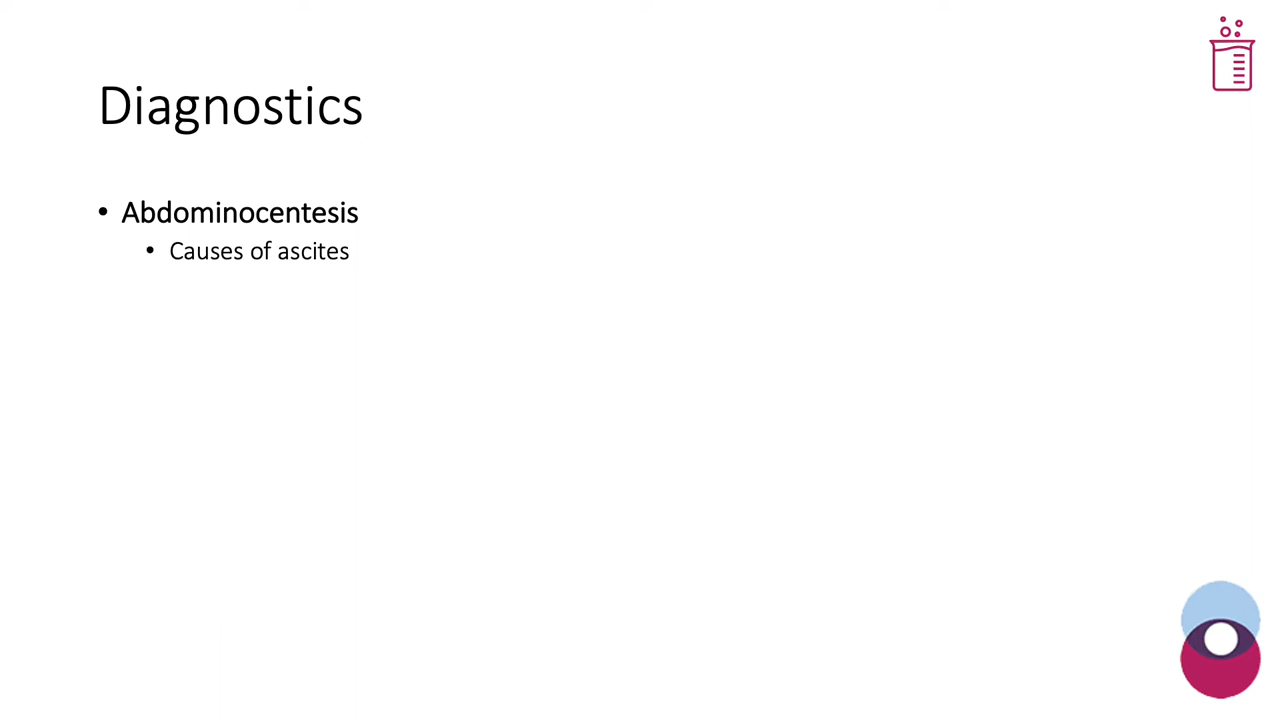 Diagnostics
• Abdominocentesis
• Causes of ascites